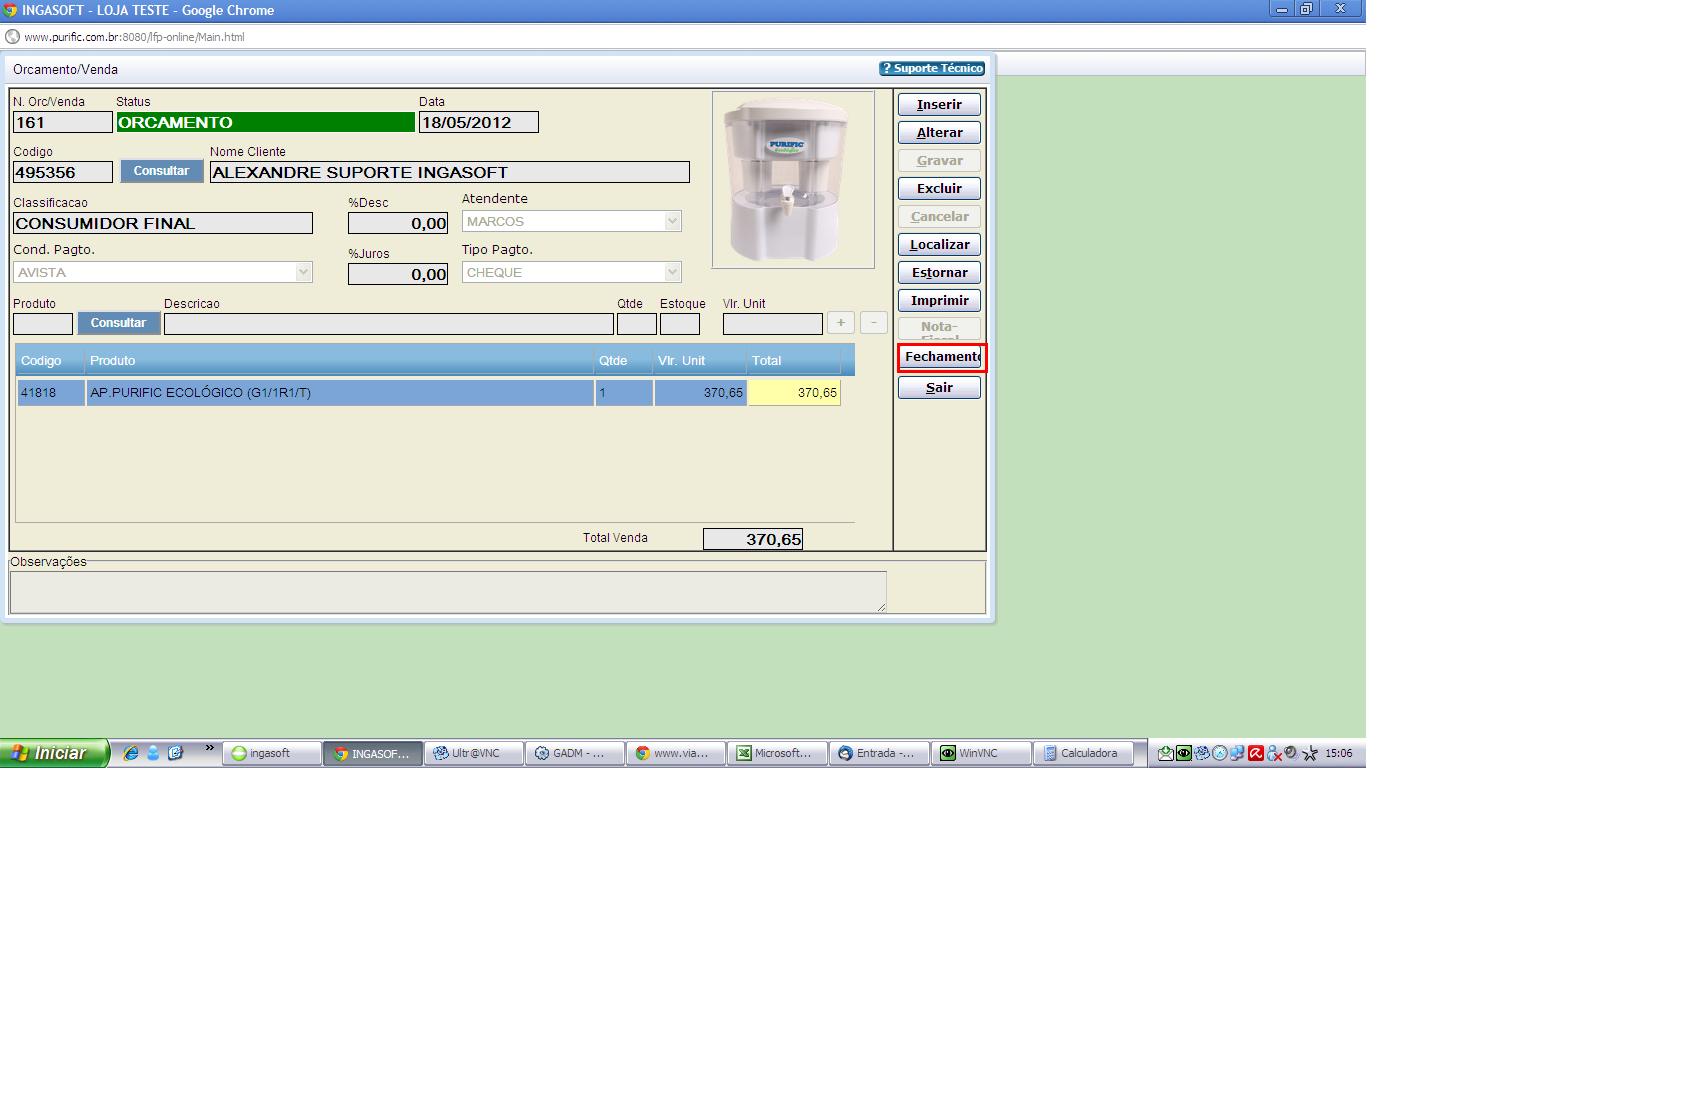 INGASOFT - LOJA TESTE - Google Chrome
www.purific.com.br:8080/lfp-online/Main.html
Orcamento/Venda
? Suporte Técnico
N. Orc/Venda Status Data
161 ORCAMENTO 18/05/2012
Codigo Nome Cliente
495356 Consultar ALEXANDRE SUPORTE INGASOFT
Classificacao %Desc Atendente
CONSUMIDOR FINAL 0,00 MARCOS
Cond. Pagto. %Juros Tipo Pagto.
AVISTA 0,00 CHEQUE
PURIFIC
Produto Descricao Qtde Estoque Vlr. Unit
Consultar + -
Codigo Produto Qtde Vlr. Unit Total
41818 AP.PURIFIC ECOLÓGICO (G1/1R1/T) 1 370,65 370,65
Total Venda 370,65
Observações
Inserir
Alterar
Gravar
Excluir
Cancelar
Localizar
Estornar
Imprimir
Nota-
Fiscal
Fechamento
Sair
Iniciar » ingasoft INGASOF... Ultr@VNC GADM - ... www.via... Microsoft... Entrada -... WinVNC Calculadora 15:06